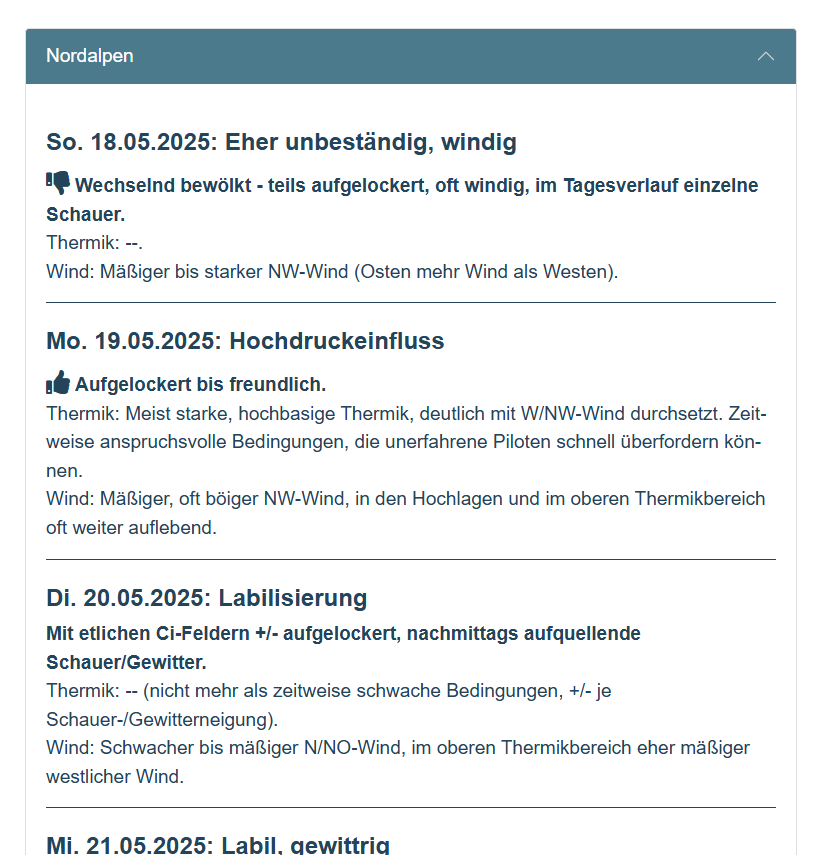 Nordalpen
So. 18.05.2025: Eher unbeständig, windig
Wechselnd bewölkt - teils aufgelockert, oft windig, im Tagesverlauf einzelne
Schauer.
Thermik: --.
Wind: Mäßiger bis starker NW-Wind (Osten mehr Wind als Westen).
Mo. 19.05.2025: Hochdruckeinfluss
Aufgelockert bis freundlich.
Thermik: Meist starke, hochbasige Thermik, deutlich mit W/NW-Wind durchsetzt. Zeit-
weise anspruchsvolle Bedingungen, die unerfahrene Piloten schnell überfordern kön-
nen.
Wind: Mäßiger, oft böiger NW-Wind, in den Hochlagen und im oberen Thermikbereich
oft weiter auflebend.
Di. 20.05.2025: Labilisierung
Mit etlichen Ci-Feldern +/- aufgelockert, nachmittags aufquellende
Schauer/Gewitter.
Thermik: -- (nicht mehr als zeitweise schwache Bedingungen, +/- je
Schauer-/Gewitterneigung).
Wind: Schwacher bis mäßiger N/NO-Wind, im oberen Thermikbereich eher mäßiger
westlicher Wind.
Mi. 21.05.2025: Labil, gewittrig